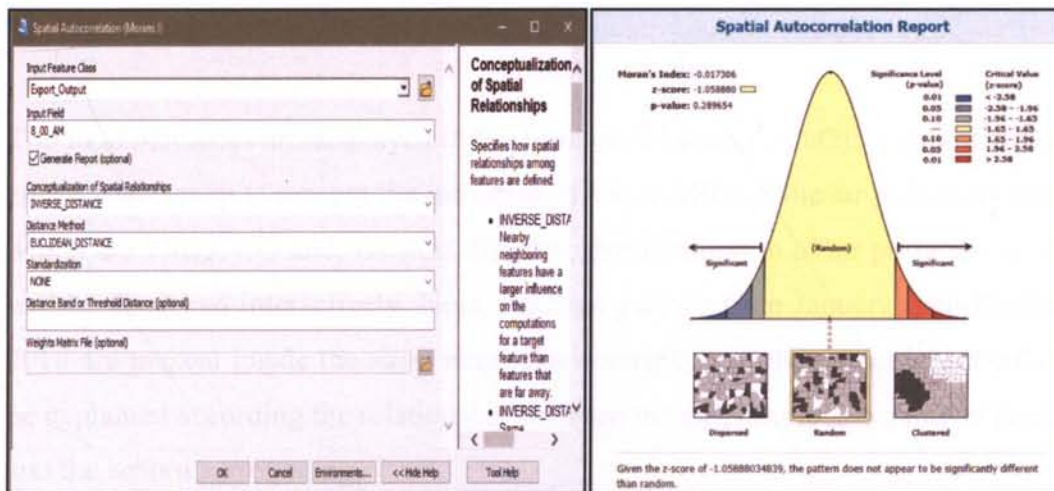 Spatial Autocorrelation (Morans I)
Input Feature Class
Export_Output
Input Field
8_00_AM
Generate Report (optional)
Conceptualization of Spatial Relationships
INVERSE_DISTANCE
Distance Method
EUCLIDEAN_DISTANCE
Standardization
NONE
Distance Band or Threshold Distance (optional)
Weights Matrix File (optional)
OK Cancel Environments... << Hide Help Tool Help
Conceptualization
of Spatial
Relationships
Specifies how spatial
relationships among
features are defined.
• INVERSE_DISTA
Nearby
neighboring
features have a
larger influence
on the
computations
for a target
feature than
features that
are far away.
• INVERSE_DISTA
Same
Spatial Autocorrelation Report
Moran's Index: -0.017306
z-score: -1.058880
p-value: 0.289654
Significance Level Critical Value
(p-value) (z-score)
0.01 < -2.58
0.05 -2.58 - -1.96
0.10 -1.96 - -1.65
— -1.65 - 1.65
0.10 1.65 - 1.96
0.05 1.96 - 2.58
0.01 > 2.58
(Random)
Significant Significant
Dispersed Random Clustered
Given the z-score of -1.05888034839, the pattern does not appear to be significantly different
than random.